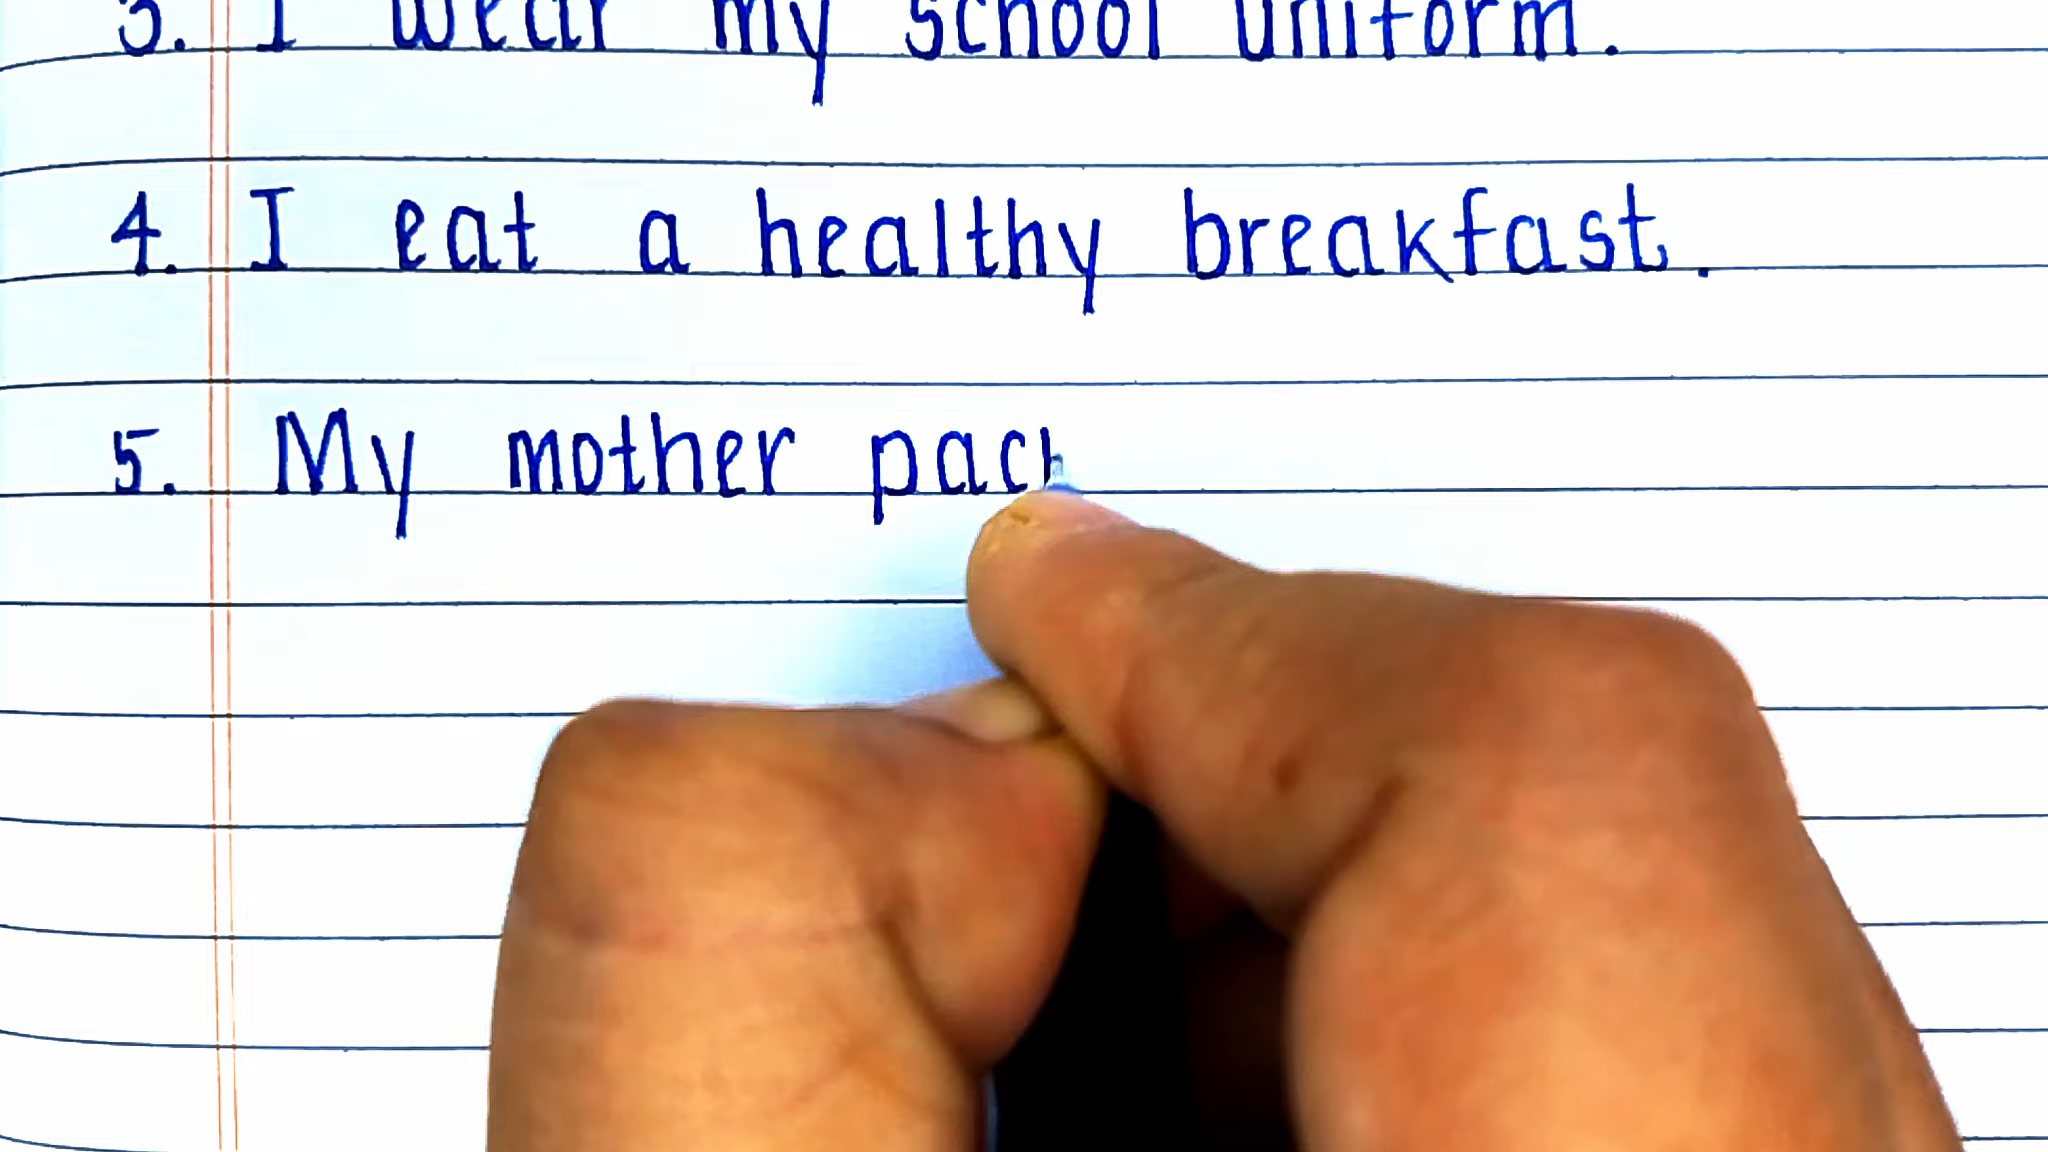 3. I wear my school uniform.
4. I eat a healthy breakfast.
5. My mother pac